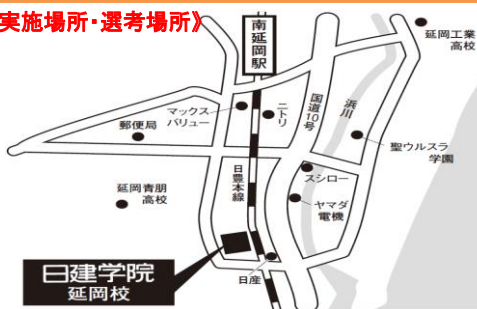 実施場所・選考場所》
南延岡駅
延岡工業
高校
マックス
バリュー
ニトリ
国道10号
浜川
郵便局
聖ウルスラ
学園
日豊本線
スシロー
延岡青朋
高校
ヤマダ
電機
日建学院
延岡校
日産